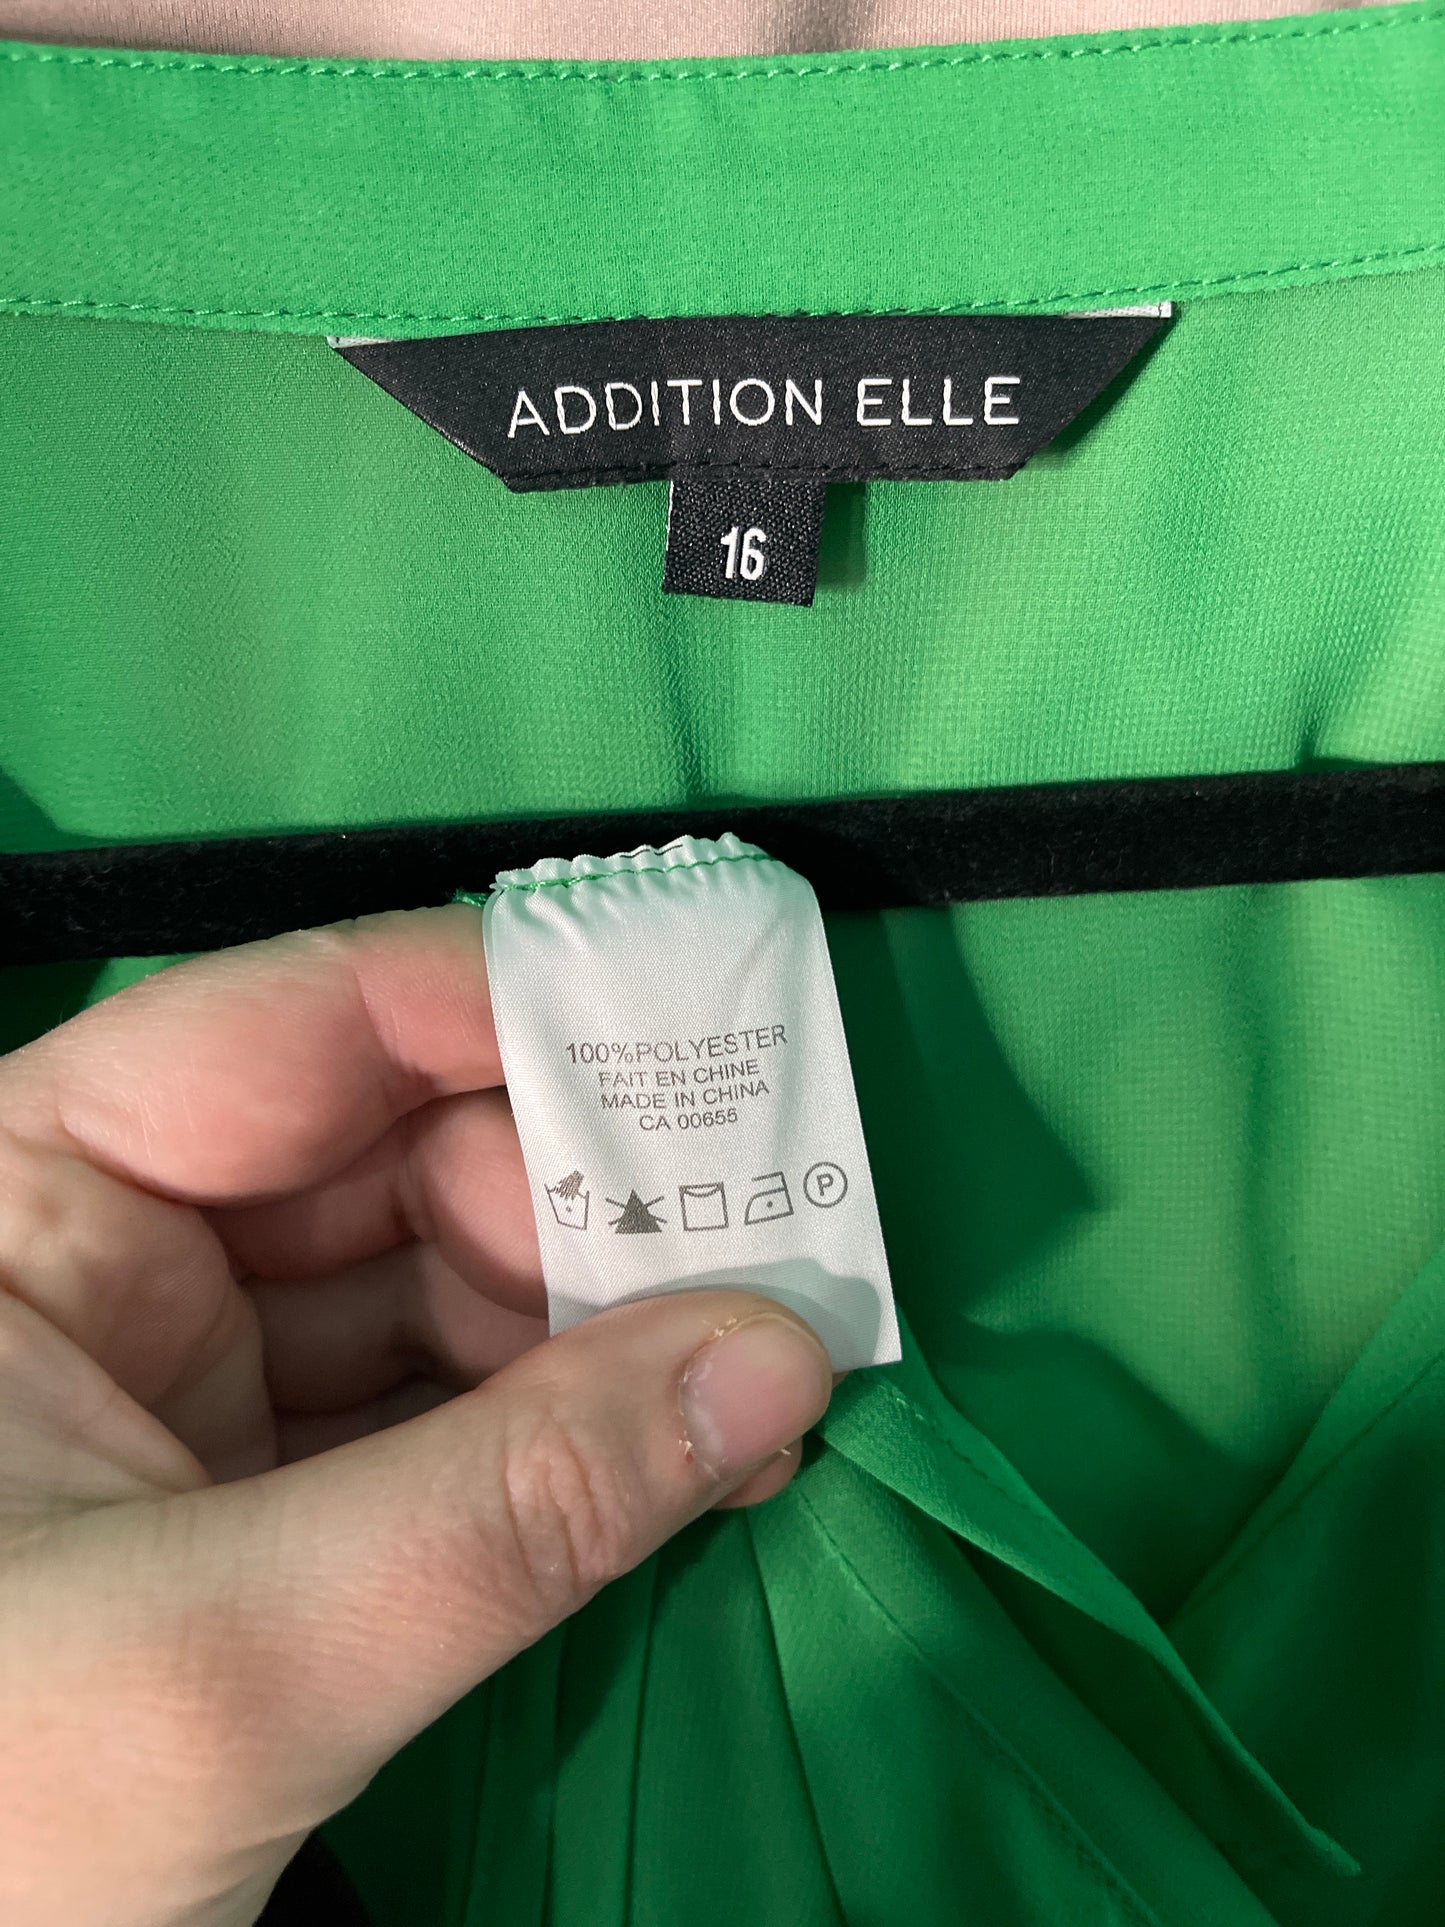 ADDITION ELLE
16
100%POLYESTER
FAIT EN CHINE
MADE IN CHINA
CA 00655
P